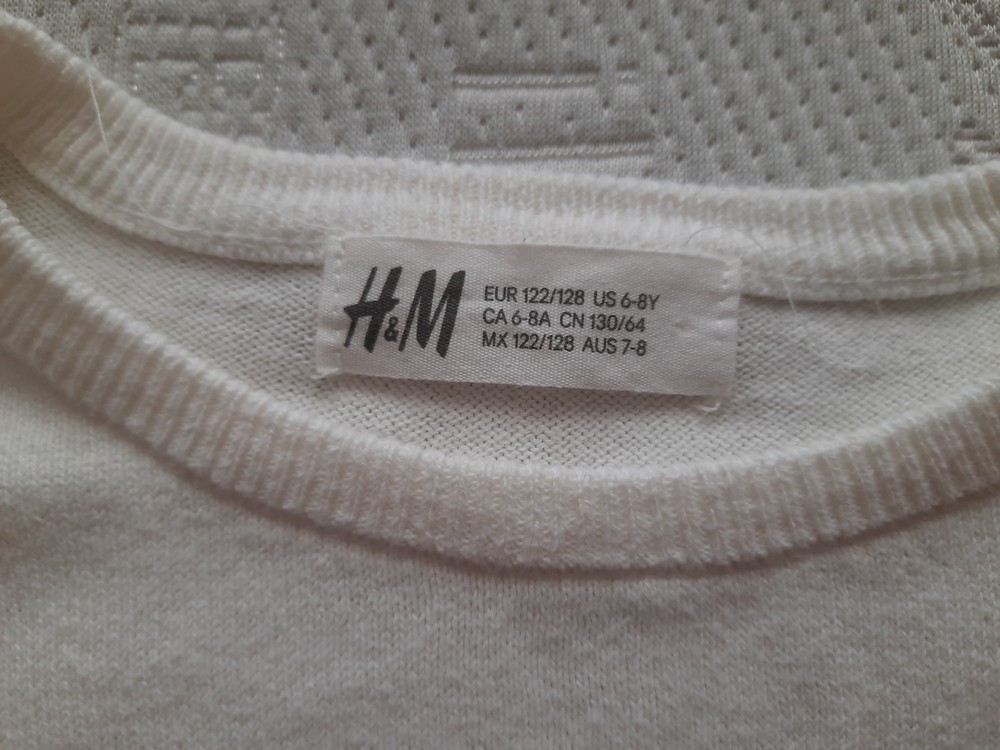 H&M
EUR 122/128 US 6-8Y
CA 6-8A CN 130/64
MX 122/128 AUS 7-8